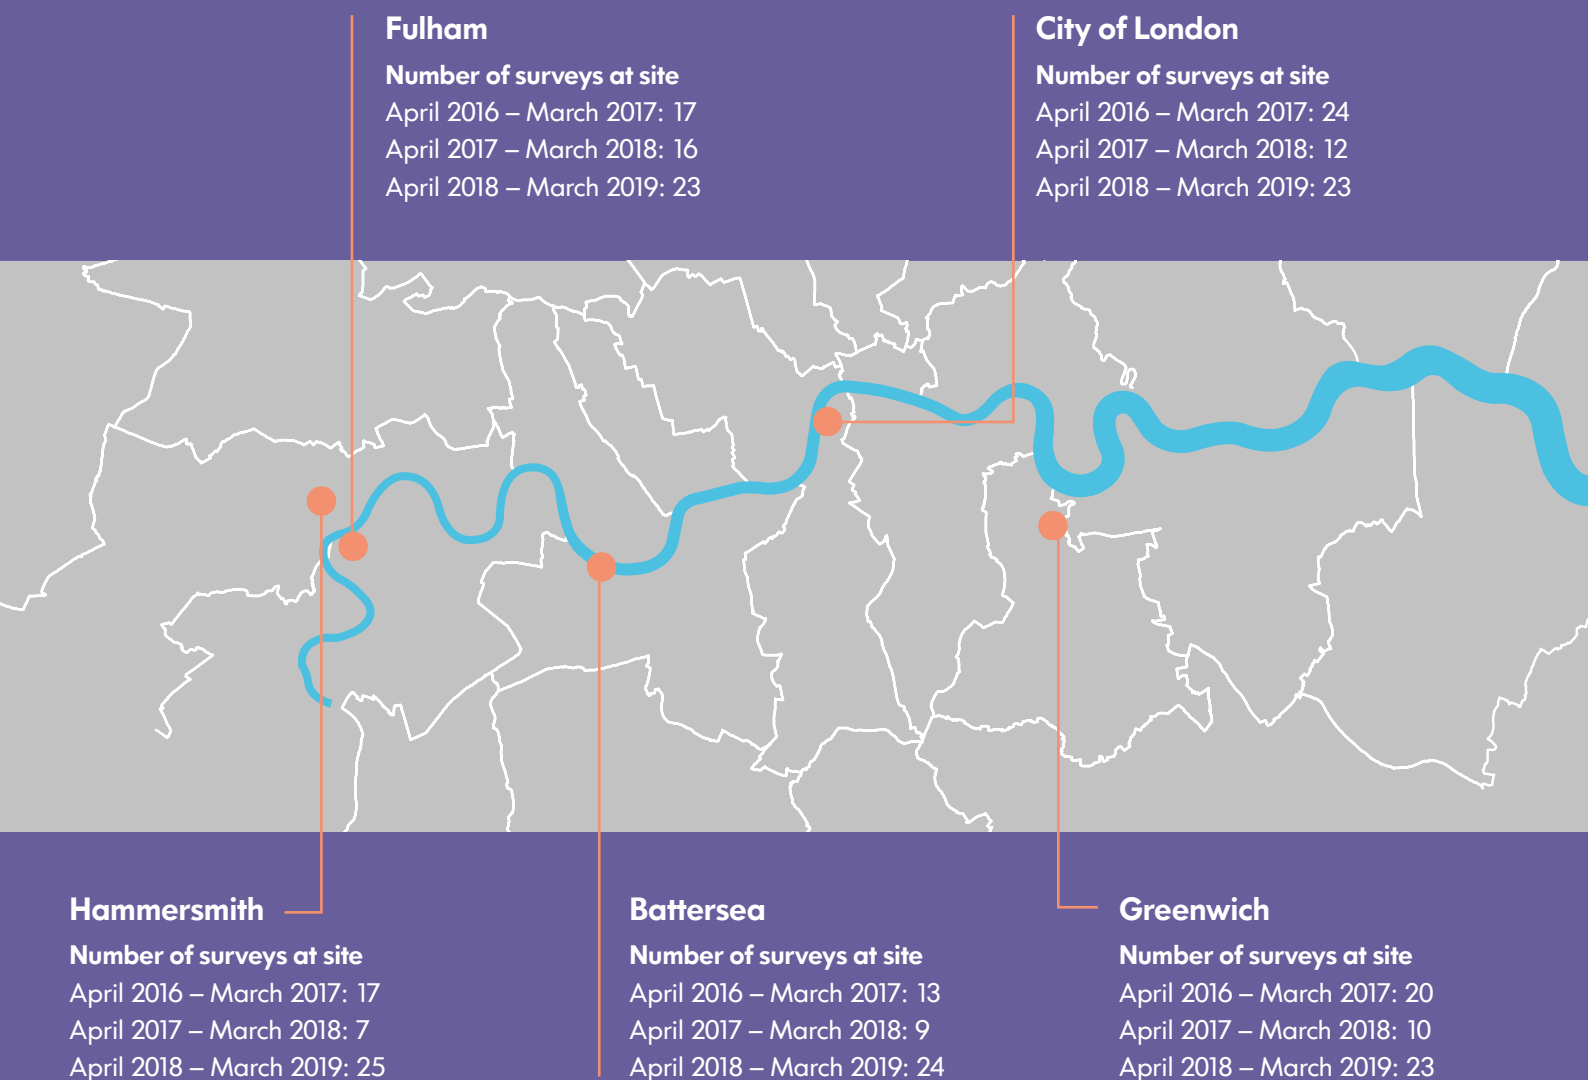 Fulham
Number of surveys at site
April 2016 – March 2017: 17
April 2017 – March 2018: 16
April 2018 – March 2019: 23
City of London
Number of surveys at site
April 2016 – March 2017: 24
April 2017 – March 2018: 12
April 2018 – March 2019: 23
Hammersmith
Number of surveys at site
April 2016 – March 2017: 17
April 2017 – March 2018: 7
April 2018 – March 2019: 25
Battersea
Number of surveys at site
April 2016 – March 2017: 13
April 2017 – March 2018: 9
April 2018 – March 2019: 24
Greenwich
Number of surveys at site
April 2016 – March 2017: 20
April 2017 – March 2018: 10
April 2018 – March 2019: 23